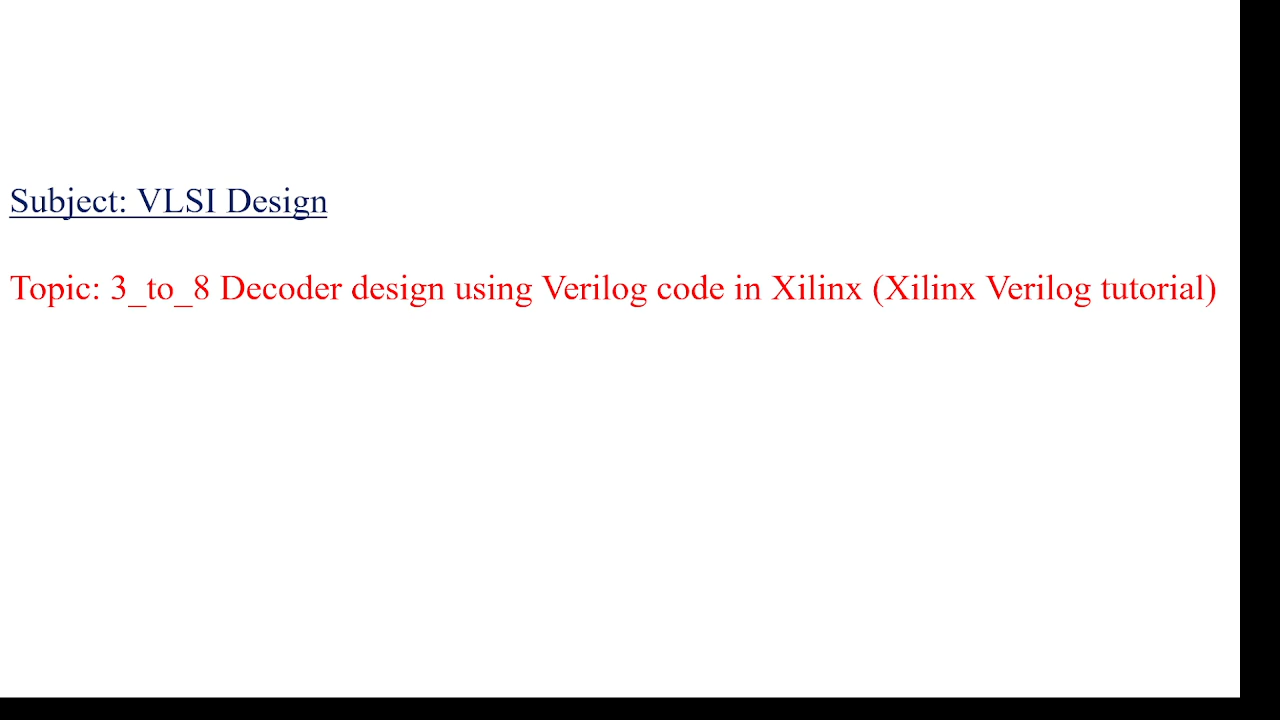 Subject: VLSI Design
Topic: 3_to_8 Decoder design using Verilog code in Xilinx (Xilinx Verilog tutorial)